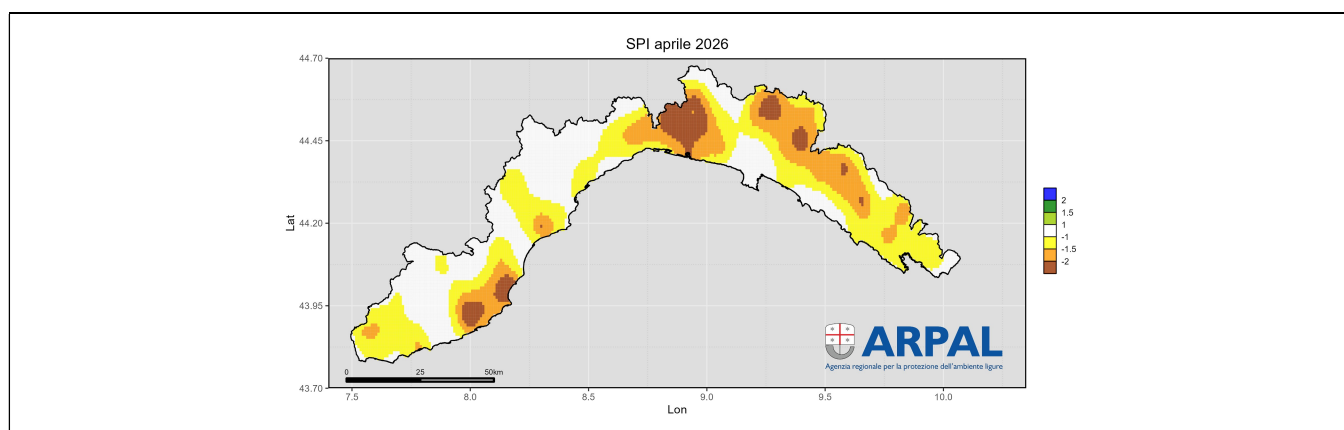 SPI aprile 2026
44.70
44.45
44.20
43.95
43.70
Lat
7.5
8.0
8.5
9.0
9.5
10.0
Lon
0 25 50km
ARPAL
Agenzia regionale per la protezione dell'ambiente ligure
2
1.5
1
-1
-1.5
-2